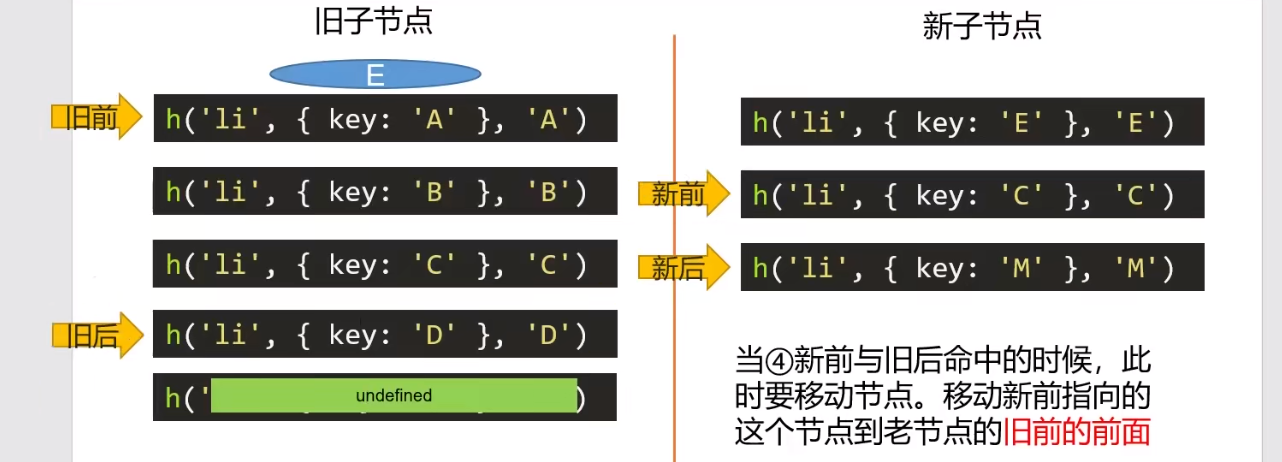 旧子节点
新子节点
E
旧前
h('li', { key: 'A' }, 'A')
h('li', { key: 'E' }, 'E')
h('li', { key: 'B' }, 'B')
新前
h('li', { key: 'C' }, 'C')
h('li', { key: 'C' }, 'C')
新后
h('li', { key: 'M' }, 'M')
旧后
h('li', { key: 'D' }, 'D')
h('
undefined
)
当④新前与旧后命中的时候，此
时要移动节点。移动新前指向的
这个节点到老节点的旧前的前面